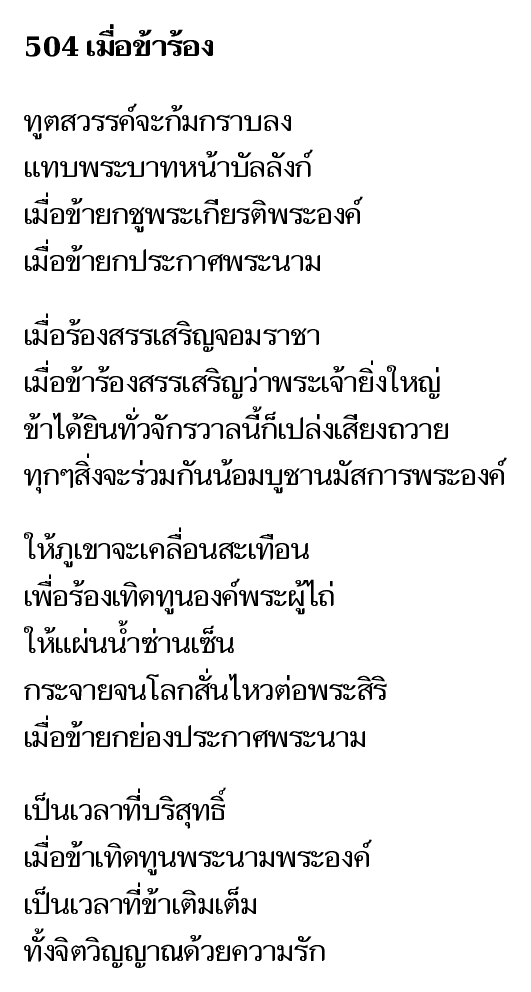 504 เมื่อข้าร้อง
ทูตสวรรค์จะก้มกราบลง
แทบพระบาทหน้าบัลลังก์
เมื่อข้ายกชูพระเกียรติพระองค์
เมื่อข้ายกประกาศพระนาม
เมื่อร้องสรรเสริญจอมราชา
เมื่อข้าร้องสรรเสริญว่าพระเจ้ายิ่งใหญ่
ข้าได้ยินทั่วจักรวาลนี้ก็เปล่งเสียงถวาย
ทุกๆสิ่งจะร่วมกันน้อมบูชานมัสการพระองค์
ให้ภูเขาจะเคลื่อนสะเทือน
เพื่อร้องเทิดทูนองค์พระผู้ไถ่
ให้แผ่นน้ำซ่านเซ็น
กระจายจนโลกสั่นไหวต่อพระสิริ
เมื่อข้ายกย่องประกาศพระนาม
เป็นเวลาที่บริสุทธิ์
เมื่อข้าเทิดทูนพระนามพระองค์
เป็นเวลาที่ข้าเติมเต็ม
ทั้งจิตวิญญาณด้วยความรัก